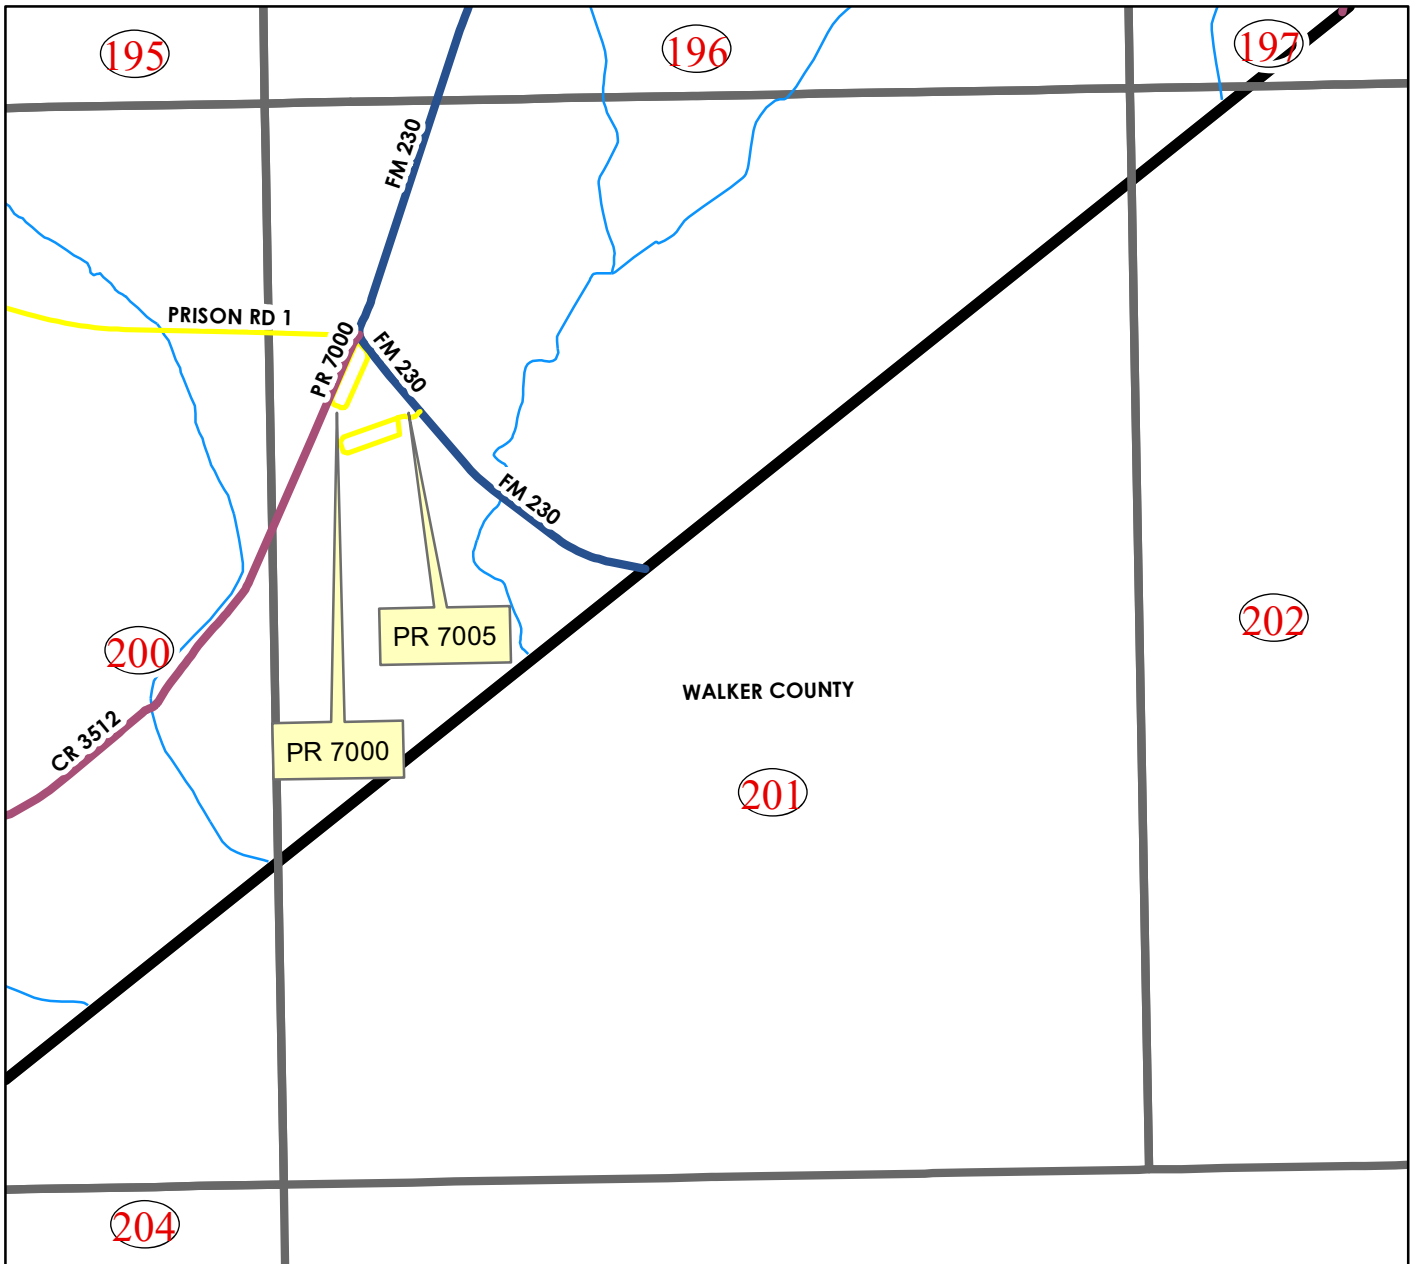 195
196
197
FM 230
PRISON RD 1
PR 7000
FM 230
FM 230
PR 7005
202
200
WALKER COUNTY
CR 3512
PR 7000
201
204